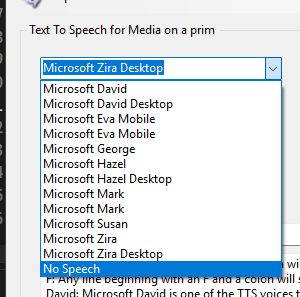 Text To Speech for Media on a prim
Microsoft Zira Desktop
Microsoft David
Microsoft David Desktop
Microsoft Eva Mobile
Microsoft Eva Mobile
Microsoft George
Microsoft Hazel
Microsoft Hazel Desktop
Microsoft Mark
Microsoft Mark
Microsoft Susan
Microsoft Zira
Microsoft Zira Desktop
No Speech
F: Any line beginning with an F and a colon will s
David: Microsoft David is one of the TTS voices t